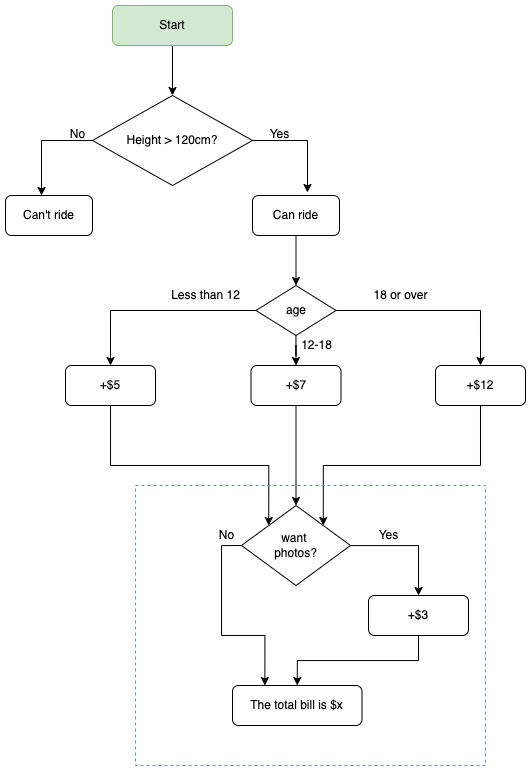 Start
Height > 120cm?
No
Yes
Can't ride
Can ride
Less than 12
age
18 or over
12-18
+$5
+$7
+$12
want
photos?
No
Yes
+$3
The total bill is $x